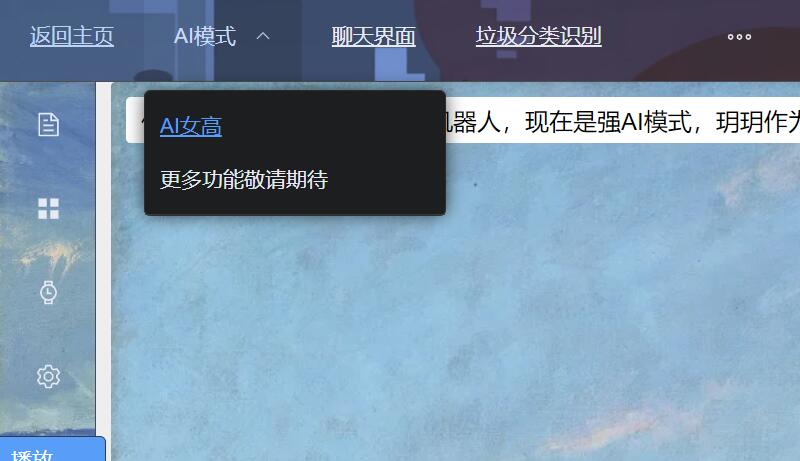 返回主页
AI模式
聊天界面
垃圾分类识别
AI女高
更多功能敬请期待
机器人，现在是强AI模式，玥玥作为
播放